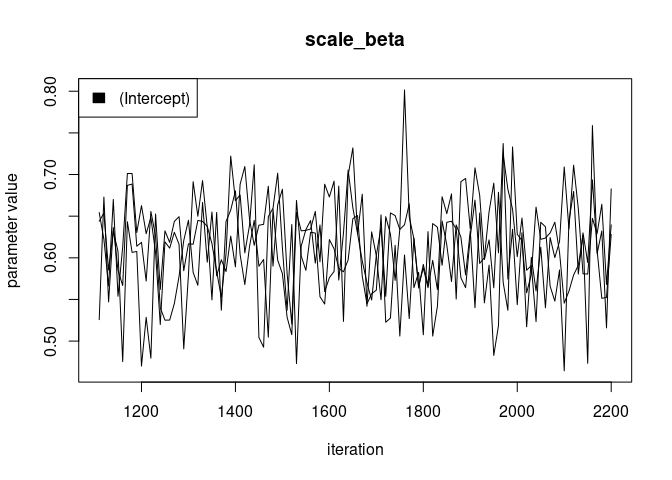 scale_beta
(Intercept)
parameter value
0.80
0.70
0.60
0.50
1200 1400 1600 1800 2000 2200
iteration